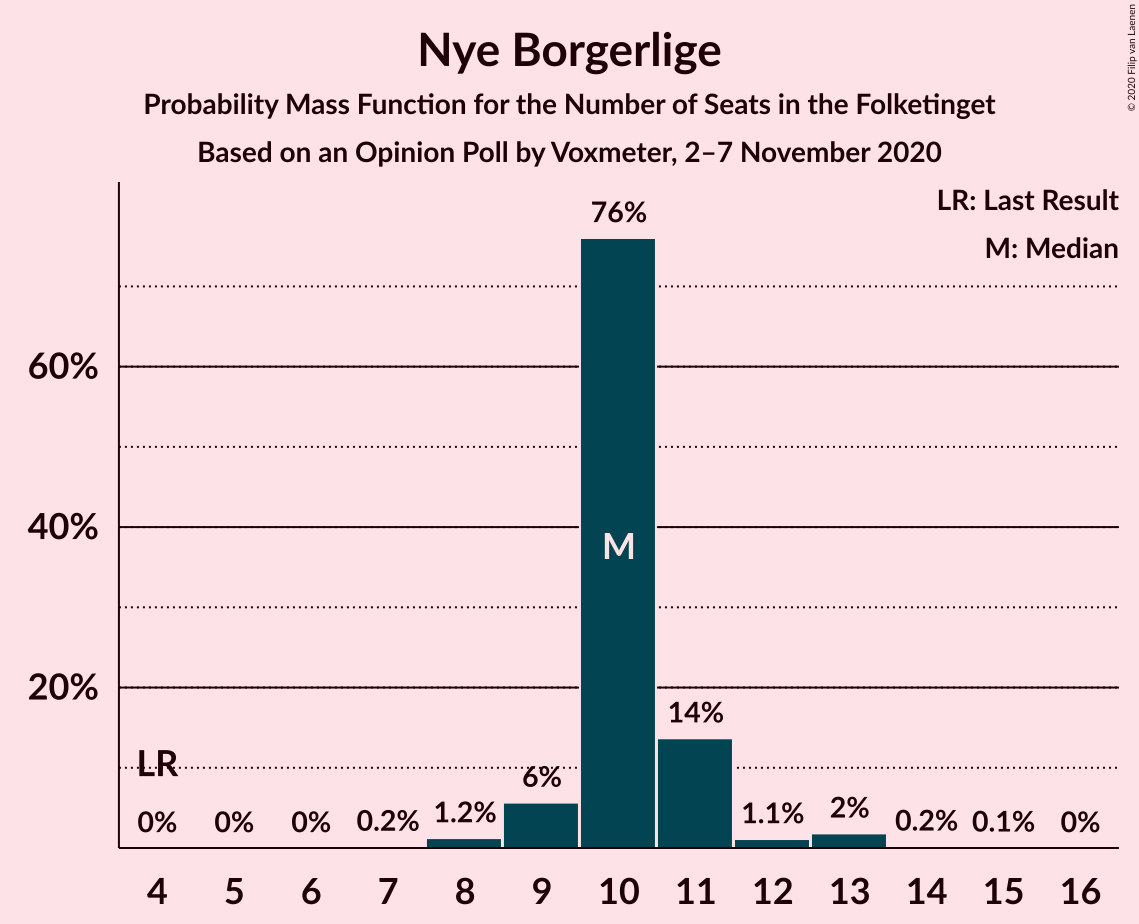 Nye Borgerlige
Probability Mass Function for the Number of Seats in the Folketinget
Based on an Opinion Poll by Voxmeter, 2–7 November 2020
© 2020 Filip van Laenen
LR: Last Result
M: Median
60%
40%
20%
LR
0%
0%
0%
0.2%
1.2%
6%
76%
M
14%
1.1%
2%
0.2%
0.1%
0%
4 5 6 7 8 9 10 11 12 13 14 15 16